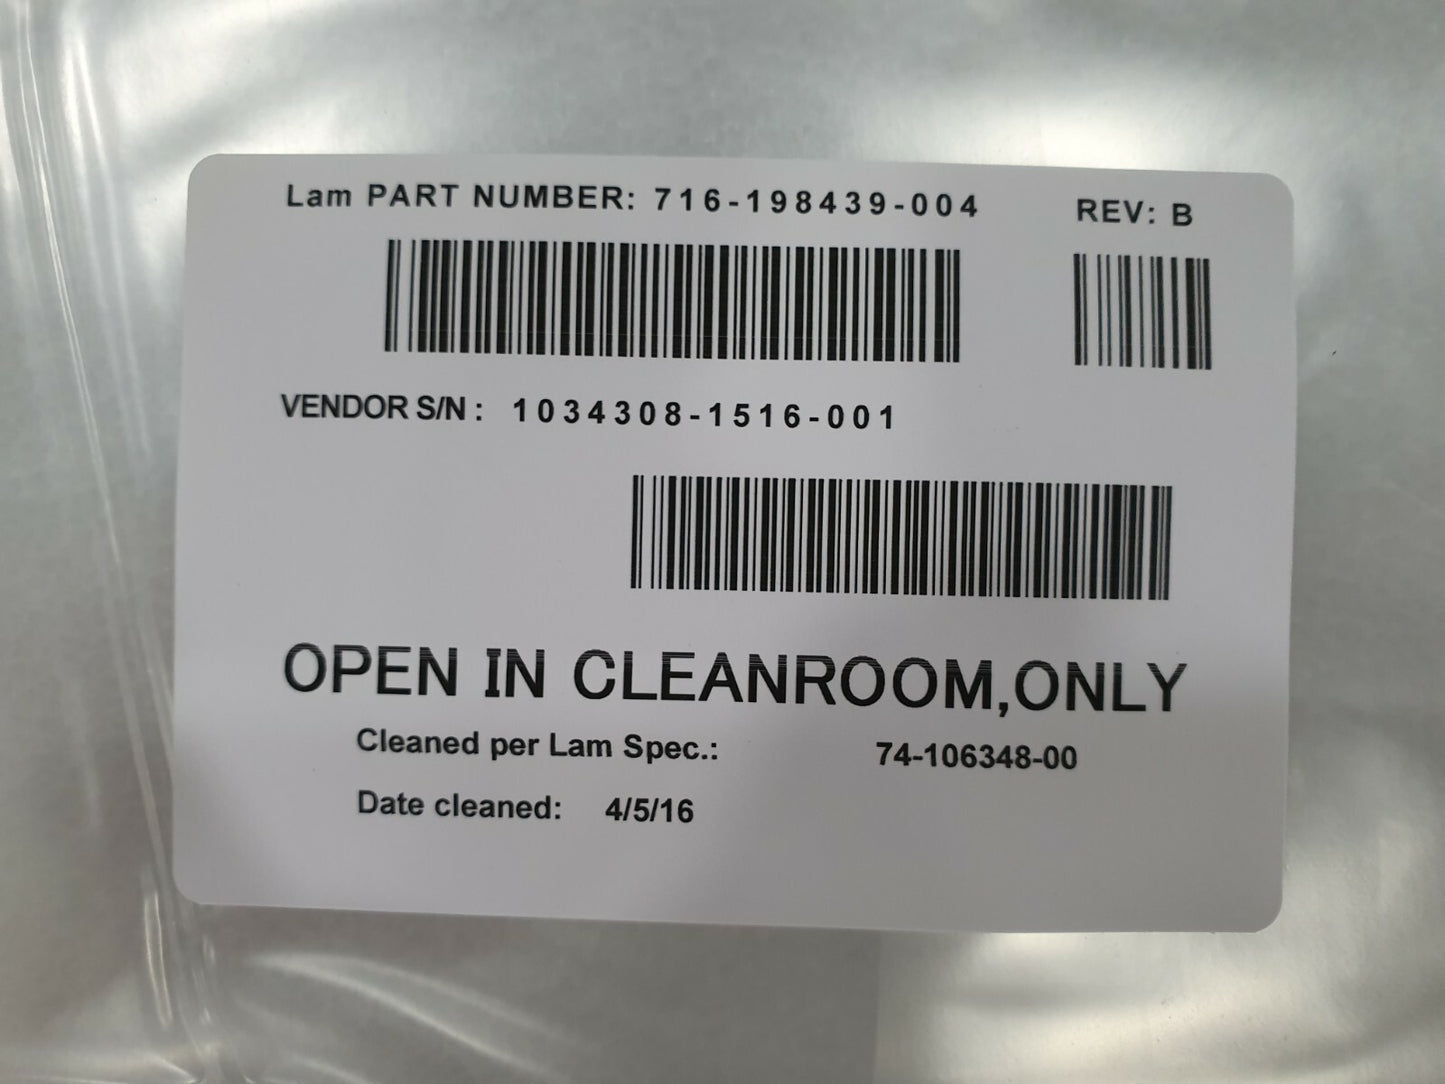 Lam PART NUMBER: 716-198439-004 REV: B
VENDOR S/N : 1034308-1516-001
OPEN IN CLEANROOM,ONLY
Cleaned per Lam Spec.: 74-106348-00
Date cleaned: 4/5/16